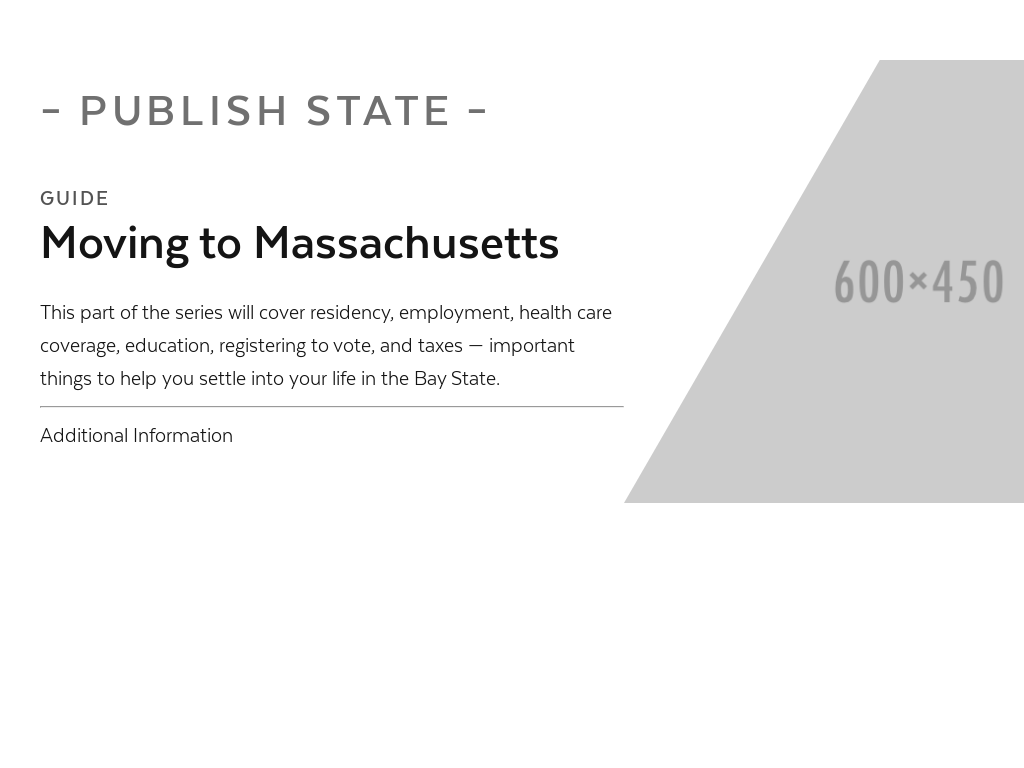 - PUBLISH STATE -
GUIDE
Moving to Massachusetts
This part of the series will cover residency, employment, health care
coverage, education, registering to vote, and taxes — important
things to help you settle into your life in the Bay State.
Additional Information
600×450